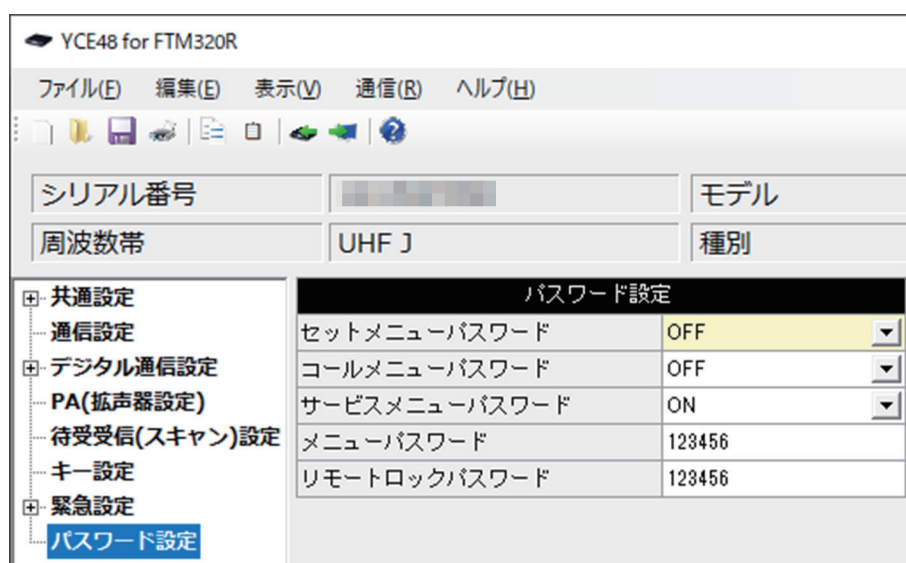 YCE48 for FTM320R
ファイル(F) 編集(E) 表示(V) 通信(R) ヘルプ(H)
シリアル番号 モデル
周波数帯 UHF J 種別
共通設定
通信設定
デジタル通信設定
PA(拡声器設定)
待受受信(スキャン)設定
キー設定
緊急設定
パスワード設定
パスワード設定
セットメニューパスワード OFF
コールメニューパスワード OFF
サービスメニューパスワード ON
メニューパスワード 123456
リモートロックパスワード 123456